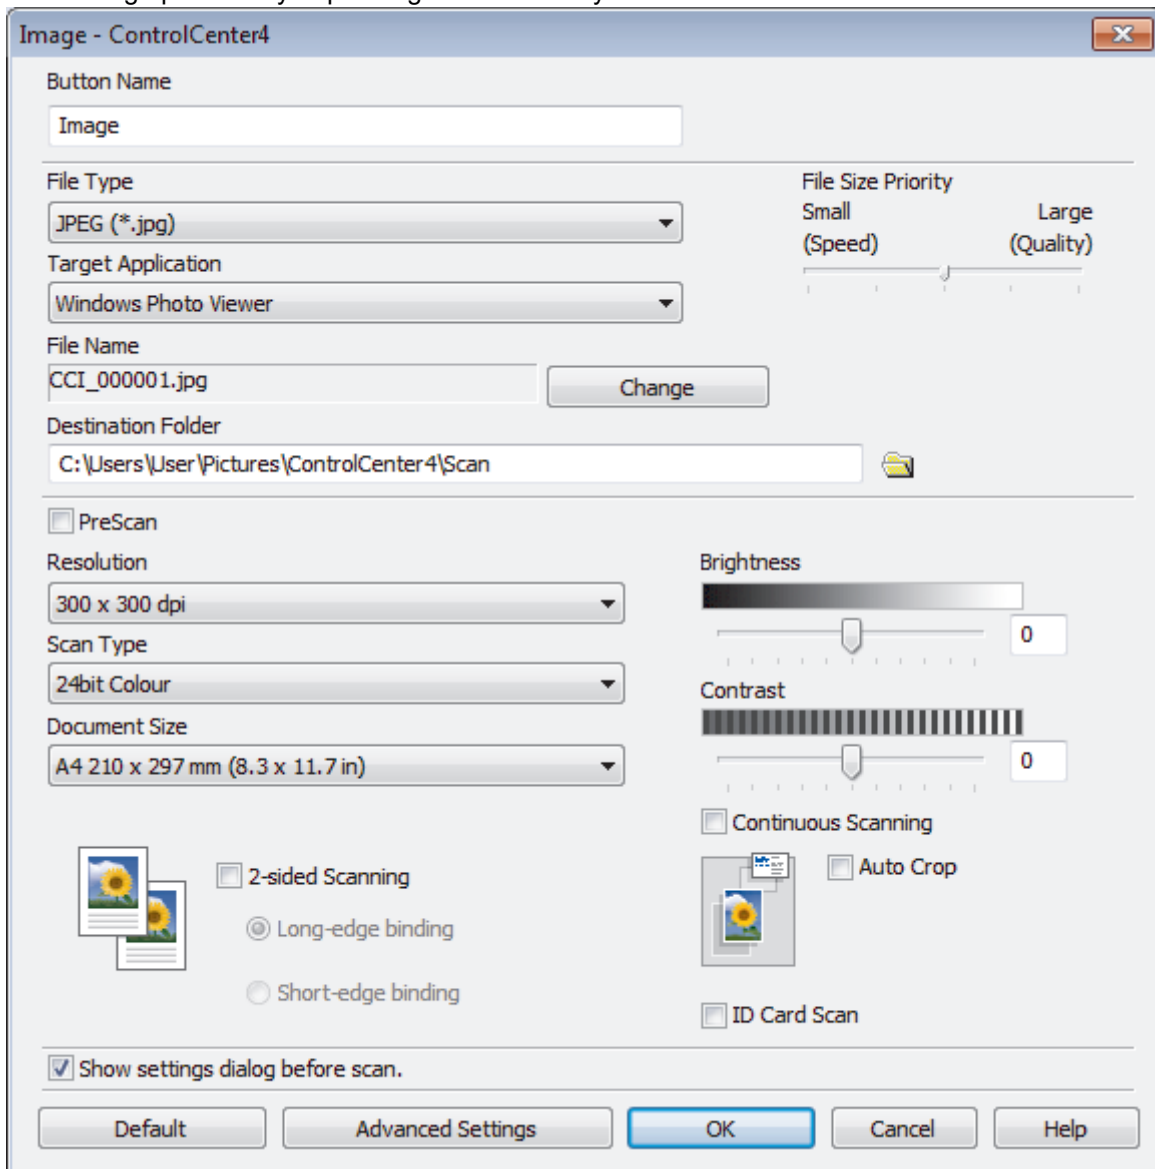 Image - ControlCenter4
Button Name
Image
File Type
JPEG (*.jpg)
File Size Priority
Small Large
(Speed) (Quality)
Target Application
Windows Photo Viewer
File Name
CCI_000001.jpg
Change
Destination Folder
C:\Users\User\Pictures\ControlCenter4\Scan
PreScan
Resolution
300 x 300 dpi
Scan Type
24bit Colour
Document Size
A4 210 x 297 mm (8.3 x 11.7 in)
Brightness
0
Contrast
0
2-sided Scanning
Long-edge binding
Short-edge binding
Continuous Scanning
Auto Crop
ID Card Scan
Show settings dialog before scan.
Default Advanced Settings OK Cancel Help